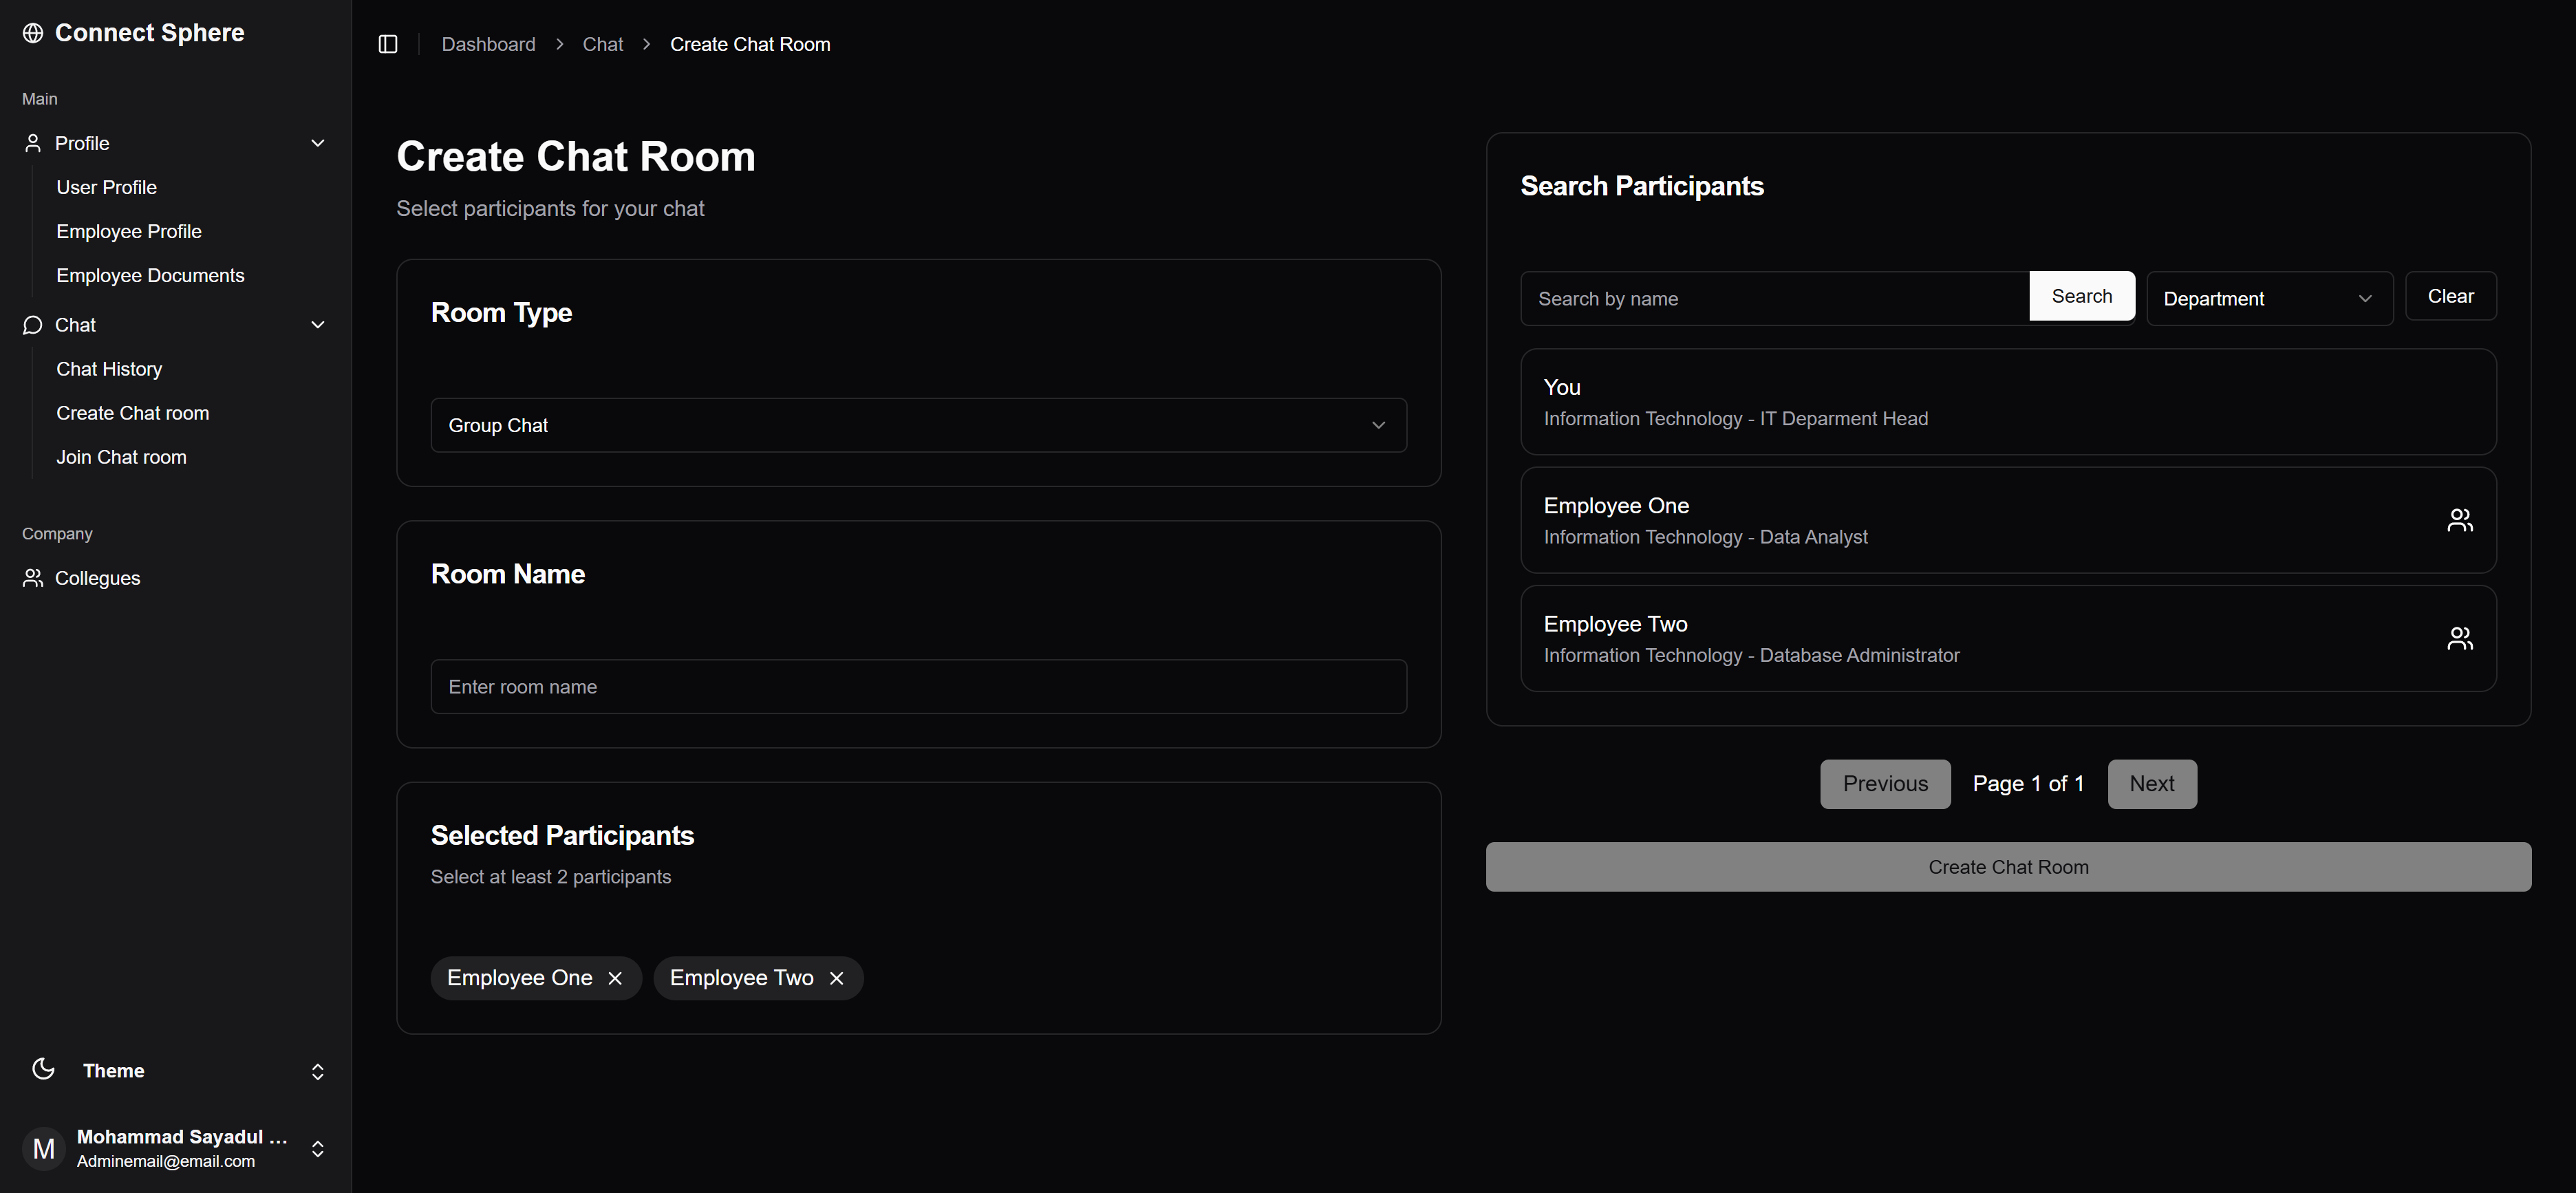 Connect Sphere
Main
Profile
User Profile
Employee Profile
Employee Documents
Chat
Chat History
Create Chat room
Join Chat room
Company
Collegues
Theme
M
Mohammad Sayadul ...
Adminemail@email.com
Dashboard > Chat > Create Chat Room
Create Chat Room
Select participants for your chat
Room Type
Group Chat
Room Name
Enter room name
Selected Participants
Select at least 2 participants
Employee One
Employee Two
Search Participants
Search by name
Search
Department
Clear
You
Information Technology - IT Deparment Head
Employee One
Information Technology - Data Analyst
Employee Two
Information Technology - Database Administrator
Previous
Page 1 of 1
Next
Create Chat Room